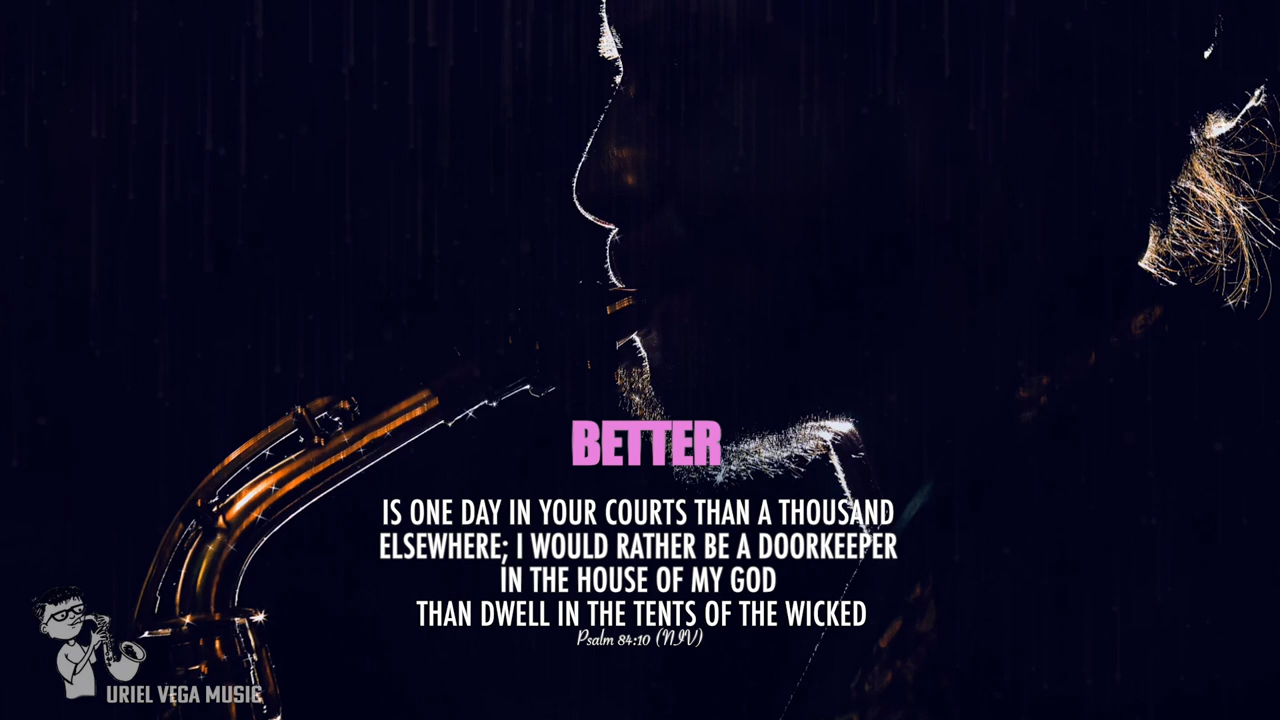 BETTER
IS ONE DAY IN YOUR COURTS THAN A THOUSAND
ELSEWHERE; I WOULD RATHER BE A DOORKEEPER
IN THE HOUSE OF MY GOD
THAN DWELL IN THE TENTS OF THE WICKED
Psalm 84:10 (NIV)
URIEL VEGA MUSIC